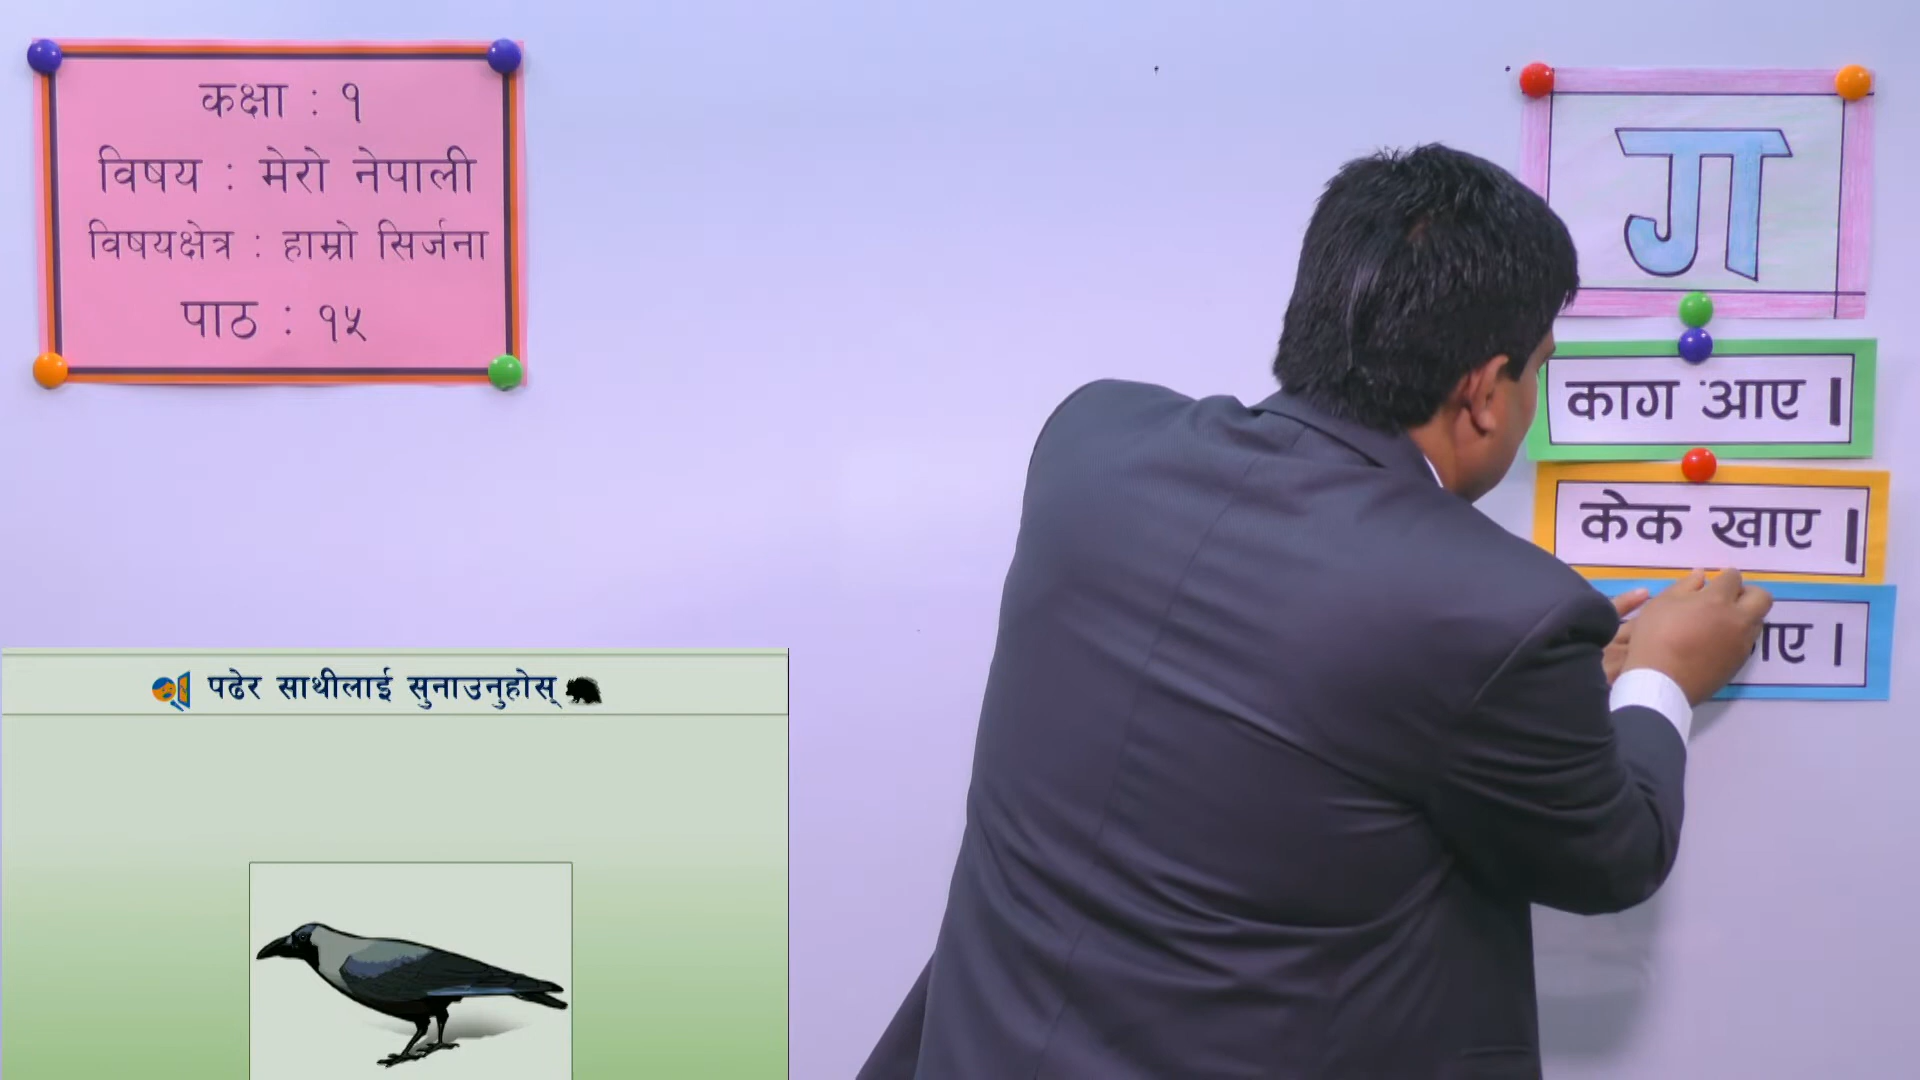 कक्षा : १
विषय : मेरो नेपाली
विषयक्षेत्र : हाम्रो सिर्जना
पाठ : १५
पढेर साथीलाई सुनाउनुहोस्
ग
काग आए ।
केक खाए ।